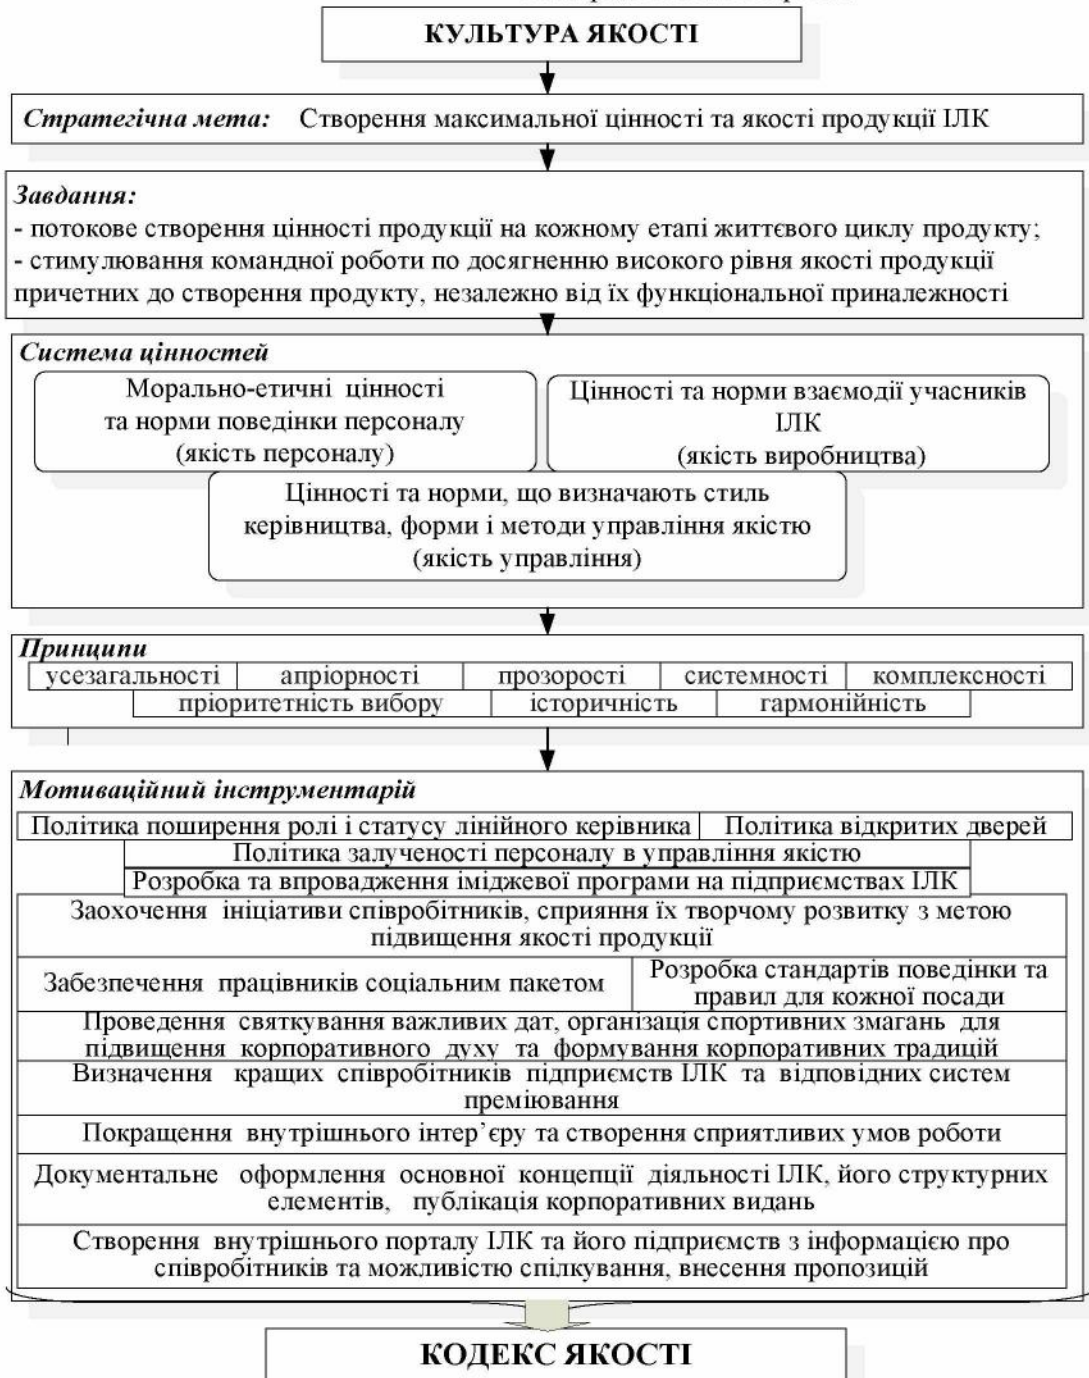 КУЛЬТУРА ЯКОСТІ
Стратегічна мета: Створення максимальної цінності та якості продукції ІЛК
Завдання:
- потокове створення цінності продукції на кожному етапі життєвого циклу продукту;
- стимулювання командної роботи по досягненню високого рівня якості продукції
причетних до створення продукту, незалежно від їх функціональної приналежності
Система цінностей
Морально-етичні цінності
та норми поведінки персоналу
(якість персоналу)
Цінності та норми взаємодії учасників
ІЛК
(якість виробництва)
Цінності та норми, що визначають стиль
керівництва, форми і методи управління якістю
(якість управління)
Принципи
усезагальності апріорності прозорості системності комплексності
пріоритетність вибору історичність гармонійність
Мотиваційний інструментарій
Політика поширення ролі і статусу лінійного керівника Політика відкритих дверей
Політика залученості персоналу в управління якістю
Розробка та впровадження іміджевої програми на підприємствах ІЛК
Заохочення ініціативи співробітників, сприяння їх творчому розвитку з метою
підвищення якості продукції
Забезпечення працівників соціальним пакетом
Розробка стандартів поведінки та
правил для кожної посади
Проведення святкування важливих дат, організація спортивних змагань для
підвищення корпоративного духу та формування корпоративних традицій
Визначення кращих співробітників підприємств ІЛК та відповідних систем
преміювання
Покращення внутрішнього інтер’єру та створення сприятливих умов роботи
Документальне оформлення основної концепції діяльності ІЛК, його структурних
елементів, публікація корпоративних видань
Створення внутрішнього порталу ІЛК та його підприємств з інформацією про
співробітників та можливістю спілкування, внесення пропозицій
КОДЕКС ЯКОСТІ